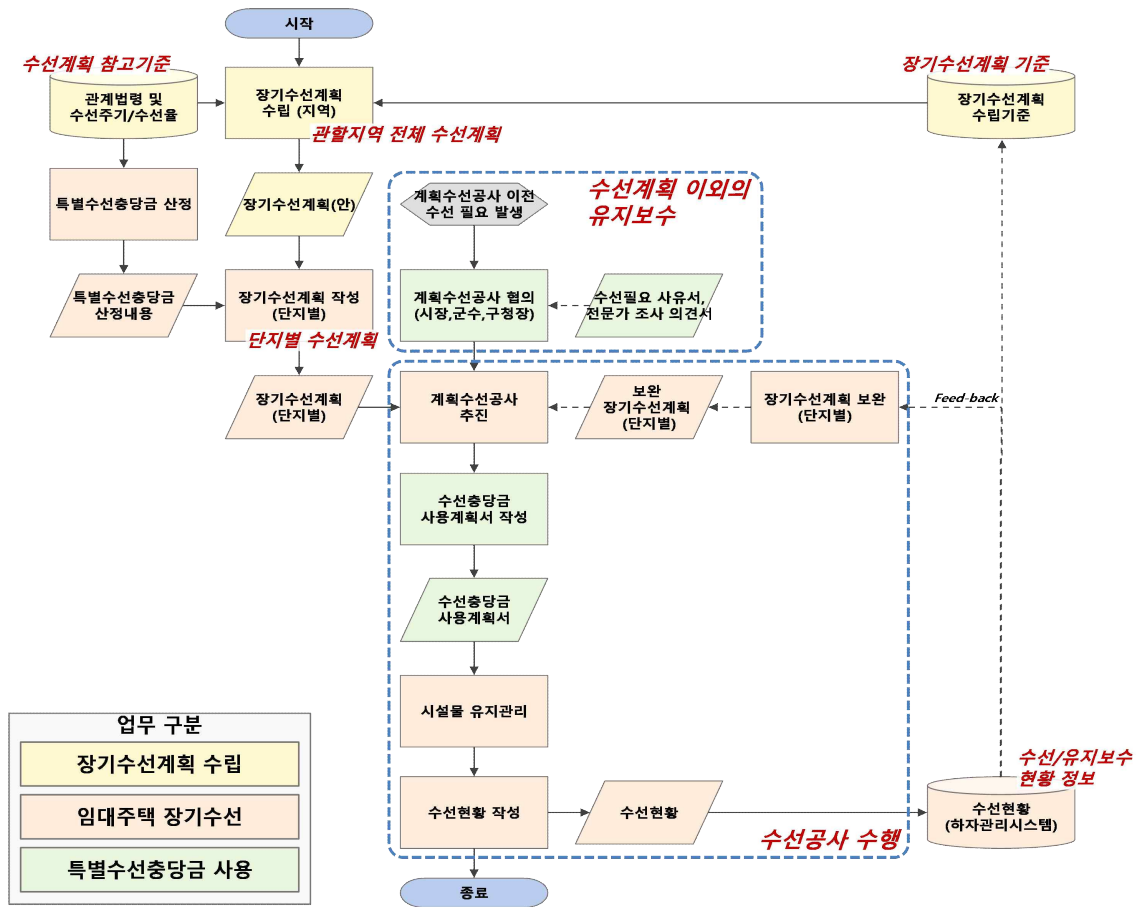 시작
수선계획 참고기준
관계법령 및
수선주기/수선율
장기수선계획
수립 (지역)
관할지역 전체 수선계획
장기수선계획 기준
장기수선계획
수립기준
특별수선충당금 산정
장기수선계획(안)
계획수선공사 이전
수선 필요 발생
수선계획 이외의
유지보수
특별수선충당금
산정내용
장기수선계획 작성
(단지별)
단지별 수선계획
계획수선공사 협의
(시장,군수,구청장)
수선필요 사유서,
전문가 조사 의견서
장기수선계획
(단지별)
계획수선공사
추진
보완
장기수선계획
(단지별)
장기수선계획 보완
(단지별)
Feed-back
수선충당금
사용계획서 작성
수선충당금
사용계획서
시설물 유지관리
수선현황 작성
수선현황
수선/유지보수
현황 정보
수선현황
(하자관리시스템)
수선공사 수행
종료
업무 구분
장기수선계획 수립
임대주택 장기수선
특별수선충당금 사용